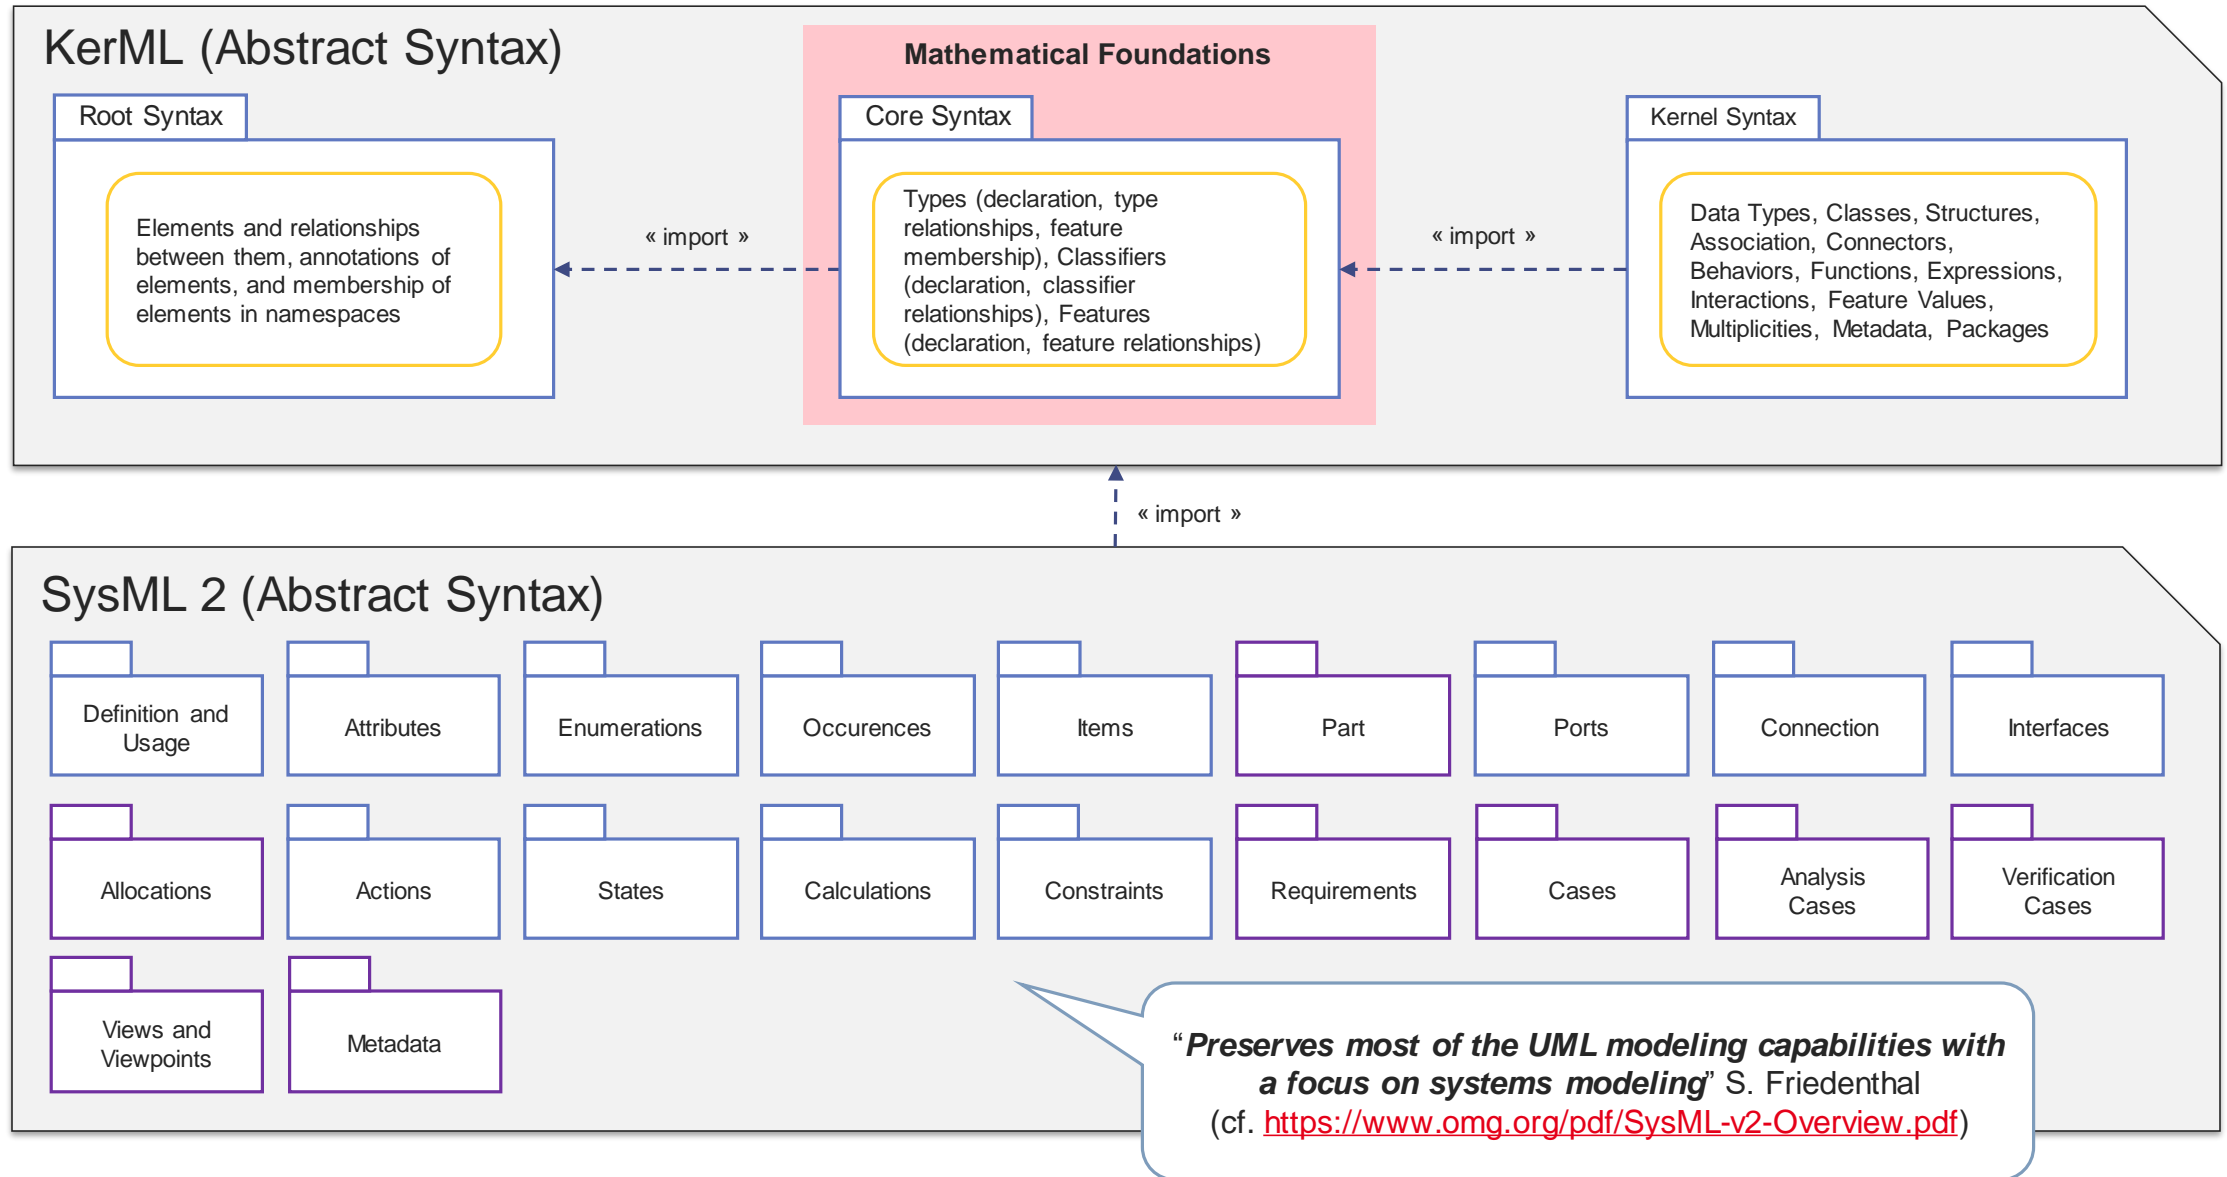 KerML (Abstract Syntax)
Mathematical Foundations
Root Syntax
Elements and relationships
between them, annotations of
elements, and membership of
elements in namespaces
« import »
Core Syntax
Types (declaration, type
relationships, feature
membership), Classifiers
(declaration, classifier
relationships), Features
(declaration, feature relationships)
« import »
Kernel Syntax
Data Types, Classes, Structures,
Association, Connectors,
Behaviors, Functions, Expressions,
Interactions, Feature Values,
Multiplicities, Metadata, Packages
« import »
SysML 2 (Abstract Syntax)
Definition and
Usage
Attributes
Enumerations
Occurences
Items
Part
Ports
Connection
Interfaces
Allocations
Actions
States
Calculations
Constraints
Requirements
Cases
Analysis
Cases
Verification
Cases
Views and
Viewpoints
Metadata
“Preserves most of the UML modeling capabilities with
a focus on systems modeling” S. Friedenthal
(cf. https://www.omg.org/pdf/SysML-v2-Overview.pdf)